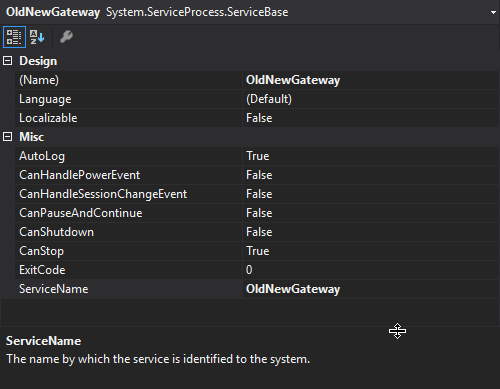 OldNewGateway System.ServiceProcess.ServiceBase
A Z
Design
(Name) OldNewGateway
Language (Default)
Localizable False
Misc
AutoLog True
CanHandlePowerEvent False
CanHandleSessionChangeEvent False
CanPauseAndContinue False
CanShutdown False
CanStop True
ExitCode 0
ServiceName OldNewGateway
ServiceName
The name by which the service is identified to the system.